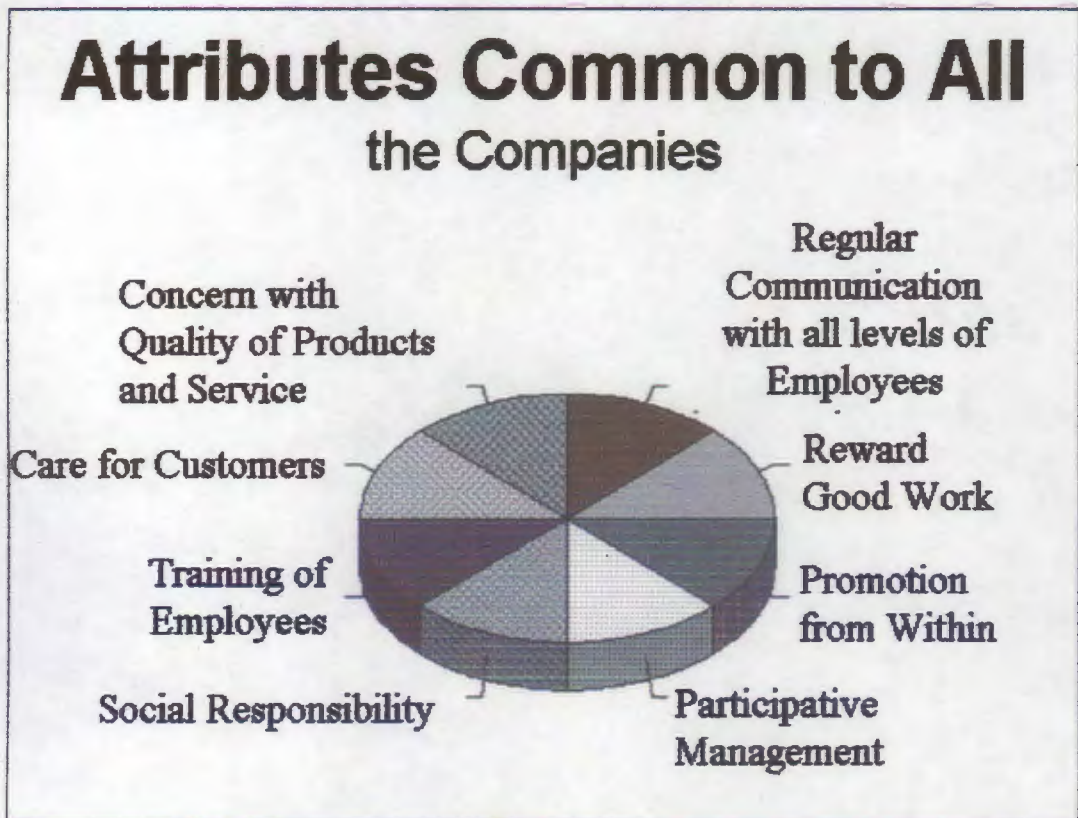 Attributes Common to All
the Companies
Regular
Communication
with all levels of
Employees
Reward
Good Work
Promotion
from Within
Participative
Management
Social Responsibility
Training of
Employees
Care for Customers
Concern with
Quality of Products
and Service